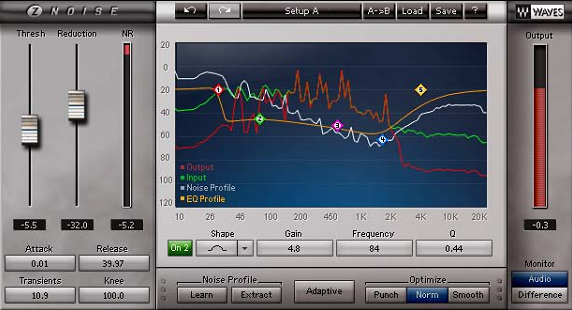 Z NOISE
Setup A
A->B
Load
Save
?
W WAVES
Thresh
Reduction
NR
Output
20
0
20
40
60
80
100
120
Output
Input
Noise Profile
EQ Profile
1
2
3
4
5
10 26 46 84 120 250 460 1K 2K 4K 10K 20K
-5.5
-32.0
-5.2
-0.3
Attack
Release
0.01
39.97
Transients
Knee
10.9
100.0
On 2
Shape
Gain
Frequency
Q
4.8
84
0.44
Noise Profile
Learn
Extract
Adaptive
Optimize
Punch
Norm
Smooth
Monitor
Audio
Difference